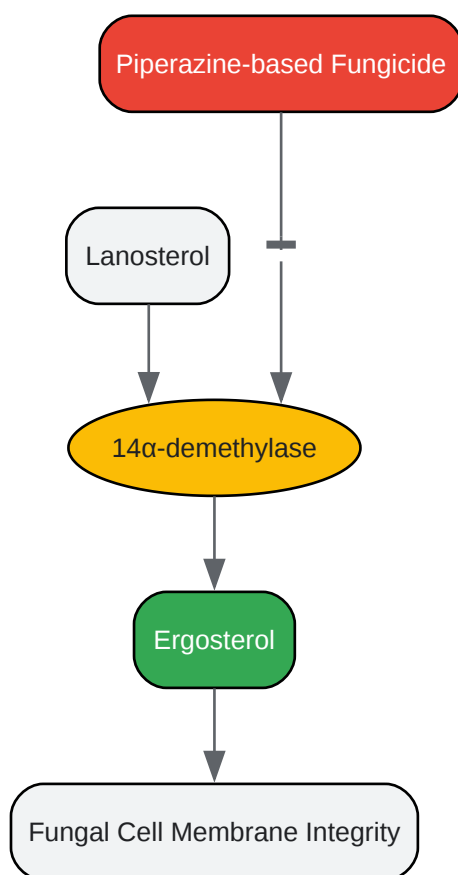 Piperazine-based Fungicide
Lanosterol
14α-demethylase
Ergosterol
Fungal Cell Membrane Integrity